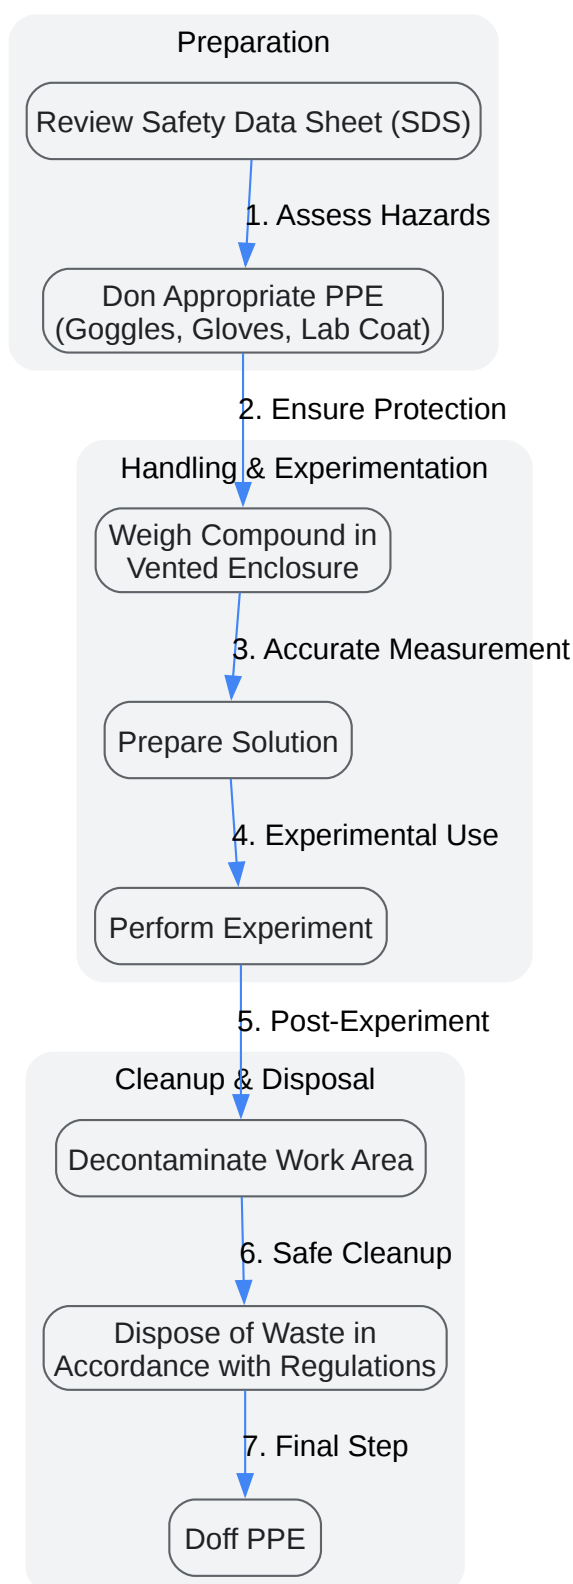 Preparation
Review Safety Data Sheet (SDS)
1. Assess Hazards
Don Appropriate PPE
(Goggles, Gloves, Lab Coat)
2. Ensure Protection
Handling & Experimentation
Weigh Compound in
Vented Enclosure
3. Accurate Measurement
Prepare Solution
4. Experimental Use
Perform Experiment
5. Post-Experiment
Cleanup & Disposal
Decontaminate Work Area
6. Safe Cleanup
Dispose of Waste in
Accordance with Regulations
7. Final Step
Doff PPE